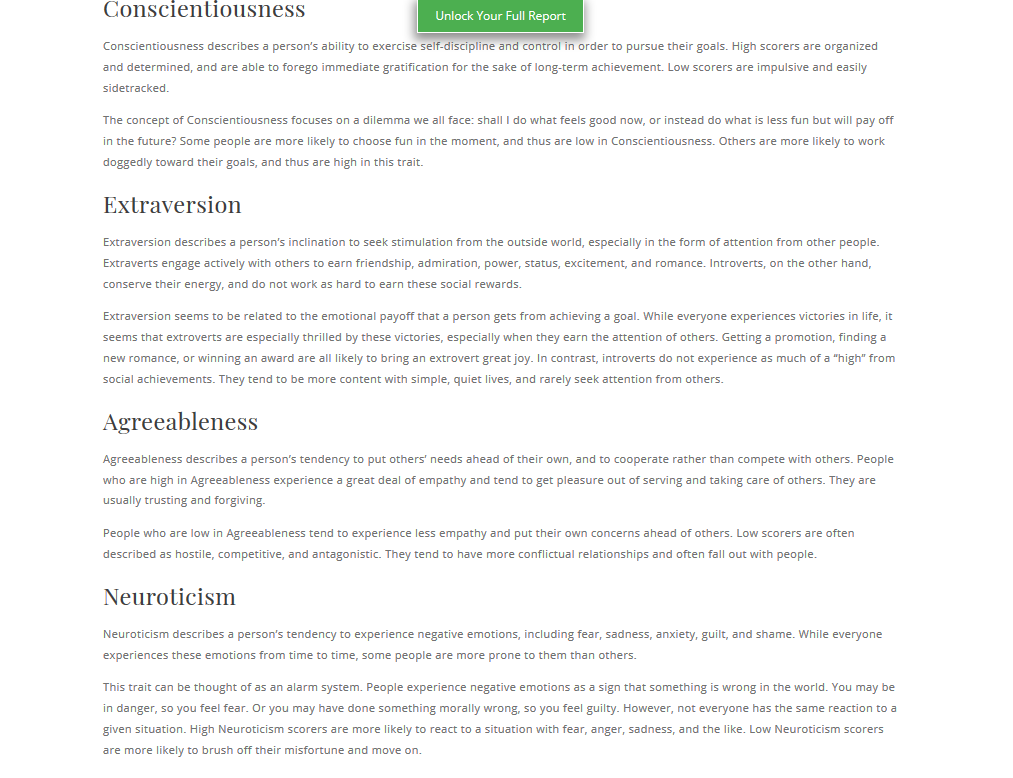 Conscientiousness
Unlock Your Full Report
Conscientiousness describes a person’s ability to exercise self-discipline and control in order to pursue their goals. High scorers are organized
and determined, and are able to forego immediate gratification for the sake of long-term achievement. Low scorers are impulsive and easily
sidetracked.
The concept of Conscientiousness focuses on a dilemma we all face: shall I do what feels good now, or instead do what is less fun but will pay off
in the future? Some people are more likely to choose fun in the moment, and thus are low in Conscientiousness. Others are more likely to work
doggedly toward their goals, and thus are high in this trait.
Extraversion
Extraversion describes a person’s inclination to seek stimulation from the outside world, especially in the form of attention from other people.
Extraverts engage actively with others to earn friendship, admiration, power, status, excitement, and romance. Introverts, on the other hand,
conserve their energy, and do not work as hard to earn these social rewards.
Extraversion seems to be related to the emotional payoff that a person gets from achieving a goal. While everyone experiences victories in life, it
seems that extroverts are especially thrilled by these victories, especially when they earn the attention of others. Getting a promotion, finding a
new romance, or winning an award are all likely to bring an extrovert great joy. In contrast, introverts do not experience as much of a “high” from
social achievements. They tend to be more content with simple, quiet lives, and rarely seek attention from others.
Agreeableness
Agreeableness describes a person’s tendency to put others’ needs ahead of their own, and to cooperate rather than compete with others. People
who are high in Agreeableness experience a great deal of empathy and tend to get pleasure out of serving and taking care of others. They are
usually trusting and forgiving.
People who are low in Agreeableness tend to experience less empathy and put their own concerns ahead of others. Low scorers are often
described as hostile, competitive, and antagonistic. They tend to have more conflictual relationships and often fall out with people.
Neuroticism
Neuroticism describes a person’s tendency to experience negative emotions, including fear, sadness, anxiety, guilt, and shame. While everyone
experiences these emotions from time to time, some people are more prone to them than others.
This trait can be thought of as an alarm system. People experience negative emotions as a sign that something is wrong in the world. You may be
in danger, so you feel fear. Or you may have done something morally wrong, so you feel guilty. However, not everyone has the same reaction to a
given situation. High Neuroticism scorers are more likely to react to a situation with fear, anger, sadness, and the like. Low Neuroticism scorers
are more likely to brush off their misfortune and move on.